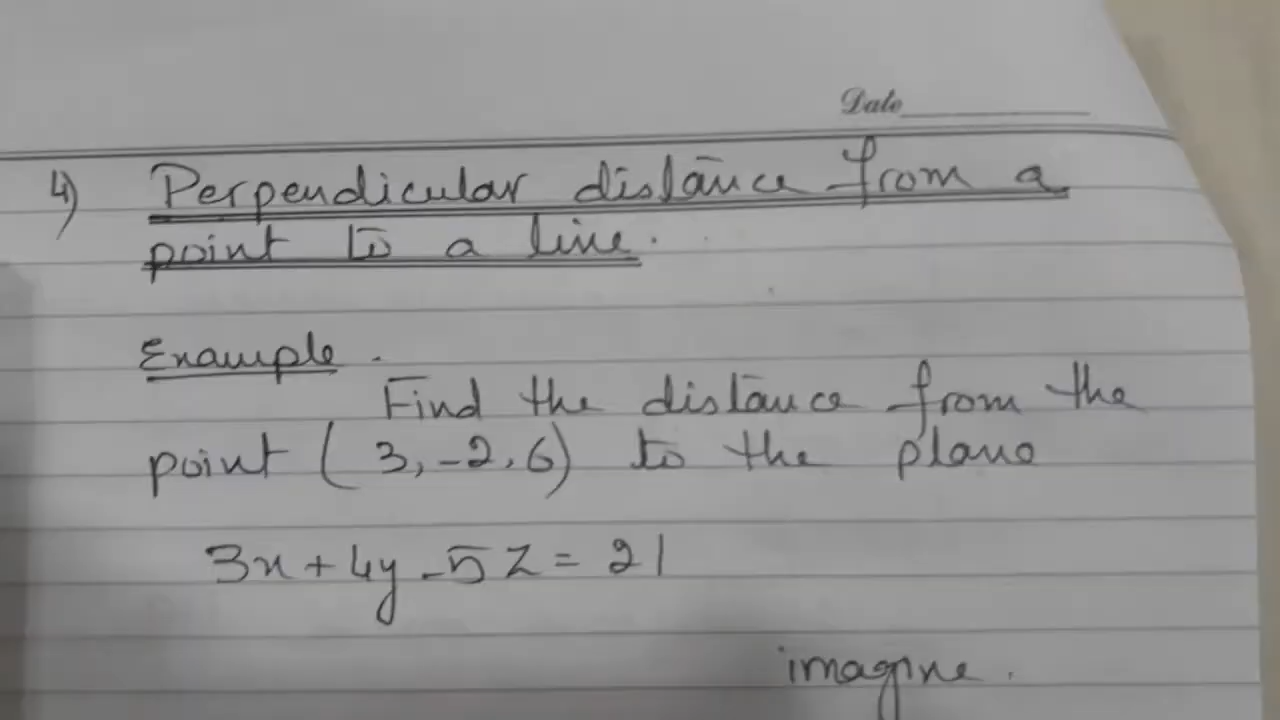 Date
4) Perpendicular distance from a
point to a line.
Example.
Find the distance from the
point (3,-2,6) to the plane
3x+4y-5z=21
imagine.